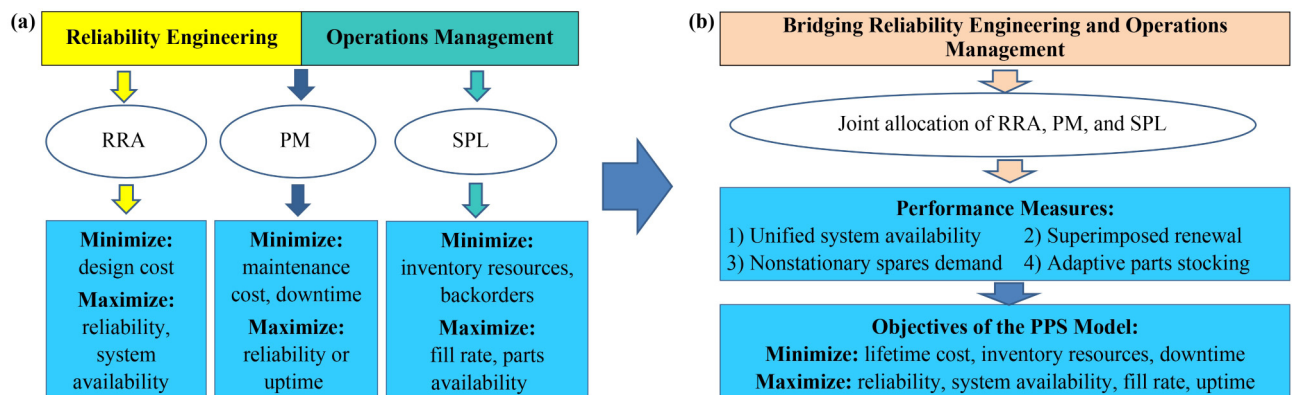 (a)
Reliability Engineering
Operations Management
RRA
PM
SPL
Minimize:
design cost
Maximize:
reliability,
system
availability
Minimize:
maintenance
cost, downtime
Maximize:
reliability or
uptime
Minimize:
inventory resources,
backorders
Maximize:
fill rate, parts
availability
(b)
Bridging Reliability Engineering and Operations
Management
Joint allocation of RRA, PM, and SPL
Performance Measures:
1) Unified system availability 2) Superimposed renewal
3) Nonstationary spares demand 4) Adaptive parts stocking
Objectives of the PPS Model:
Minimize: lifetime cost, inventory resources, downtime
Maximize: reliability, system availability, fill rate, uptime